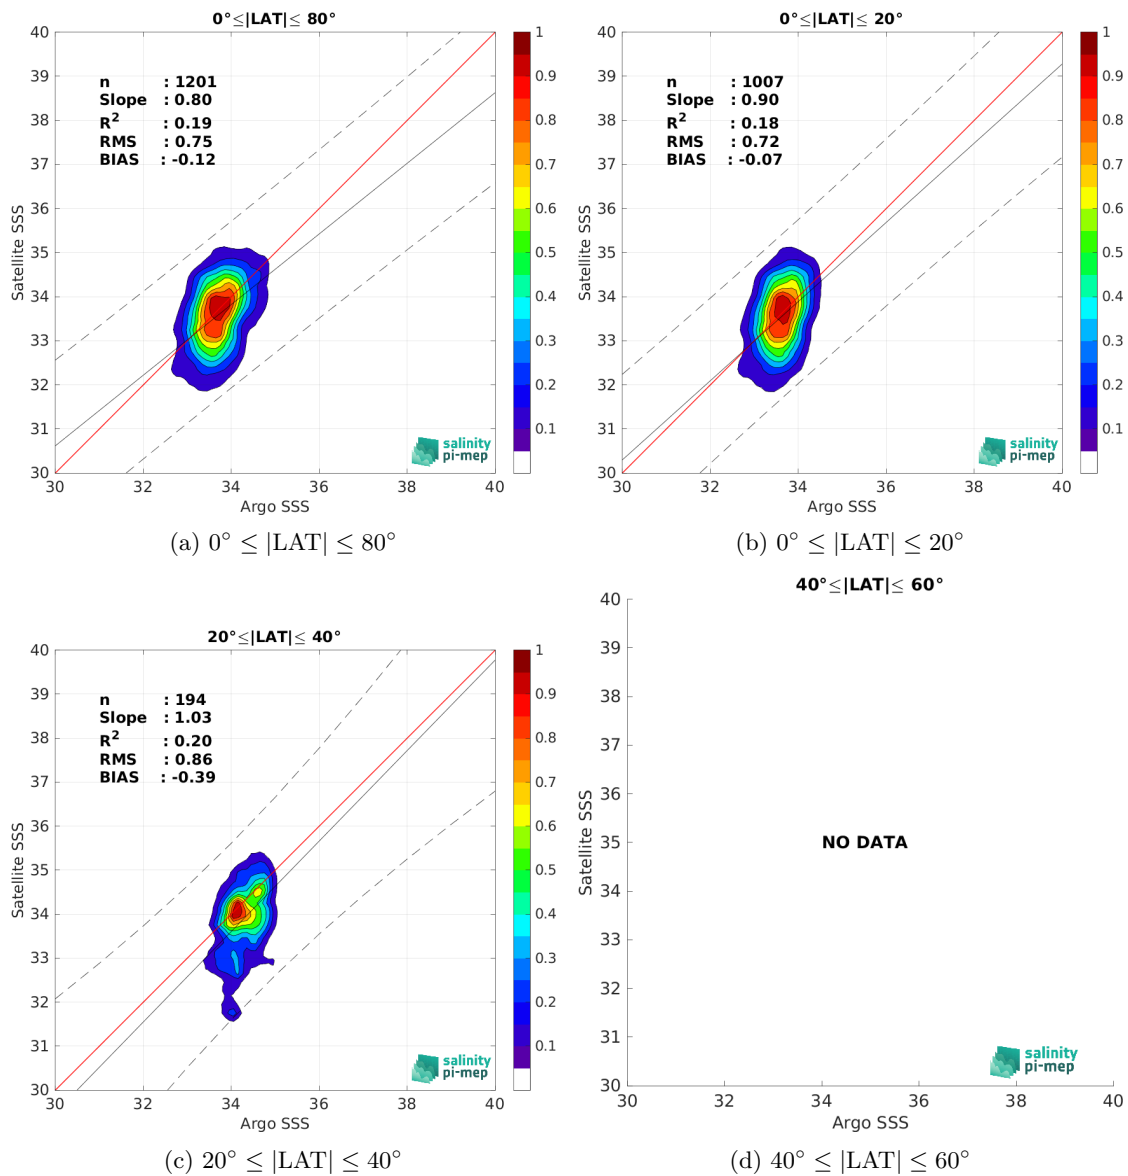 0°≤|LAT|≤ 80°
40
39
38
37
36
35
34
33
32
31
30
Satellite SSS
n : 1201
Slope : 0.80
R² : 0.19
RMS : 0.75
BIAS : -0.12
salinity
pi-mep
30 32 34 36 38 40
Argo SSS
1
0.9
0.8
0.7
0.6
0.5
0.4
0.3
0.2
0.1
(a) 0° ≤ |LAT| ≤ 80°
0°≤|LAT|≤ 20°
40
39
38
37
36
35
34
33
32
31
30
Satellite SSS
n : 1007
Slope : 0.90
R² : 0.18
RMS : 0.72
BIAS : -0.07
salinity
pi-mep
30 32 34 36 38 40
Argo SSS
1
0.9
0.8
0.7
0.6
0.5
0.4
0.3
0.2
0.1
(b) 0° ≤ |LAT| ≤ 20°
20°≤|LAT|≤ 40°
40
39
38
37
36
35
34
33
32
31
30
Satellite SSS
n : 194
Slope : 1.03
R² : 0.20
RMS : 0.86
BIAS : -0.39
salinity
pi-mep
30 32 34 36 38 40
Argo SSS
1
0.9
0.8
0.7
0.6
0.5
0.4
0.3
0.2
0.1
(c) 20° ≤ |LAT| ≤ 40°
40°≤|LAT|≤ 60°
40
39
38
37
36
35
34
33
32
31
30
Satellite SSS
NO DATA
salinity
pi-mep
30 32 34 36 38 40
Argo SSS
(d) 40° ≤ |LAT| ≤ 60°